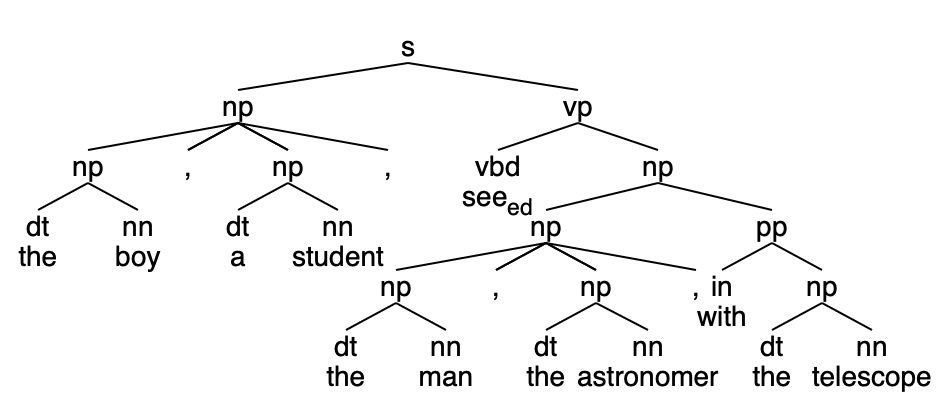 s
np vp
np , np , vbd np
see_ed
dt nn dt nn np pp
the boy a student
np , np , in np
with
dt nn dt nn dt nn
the man the astronomer the telescope